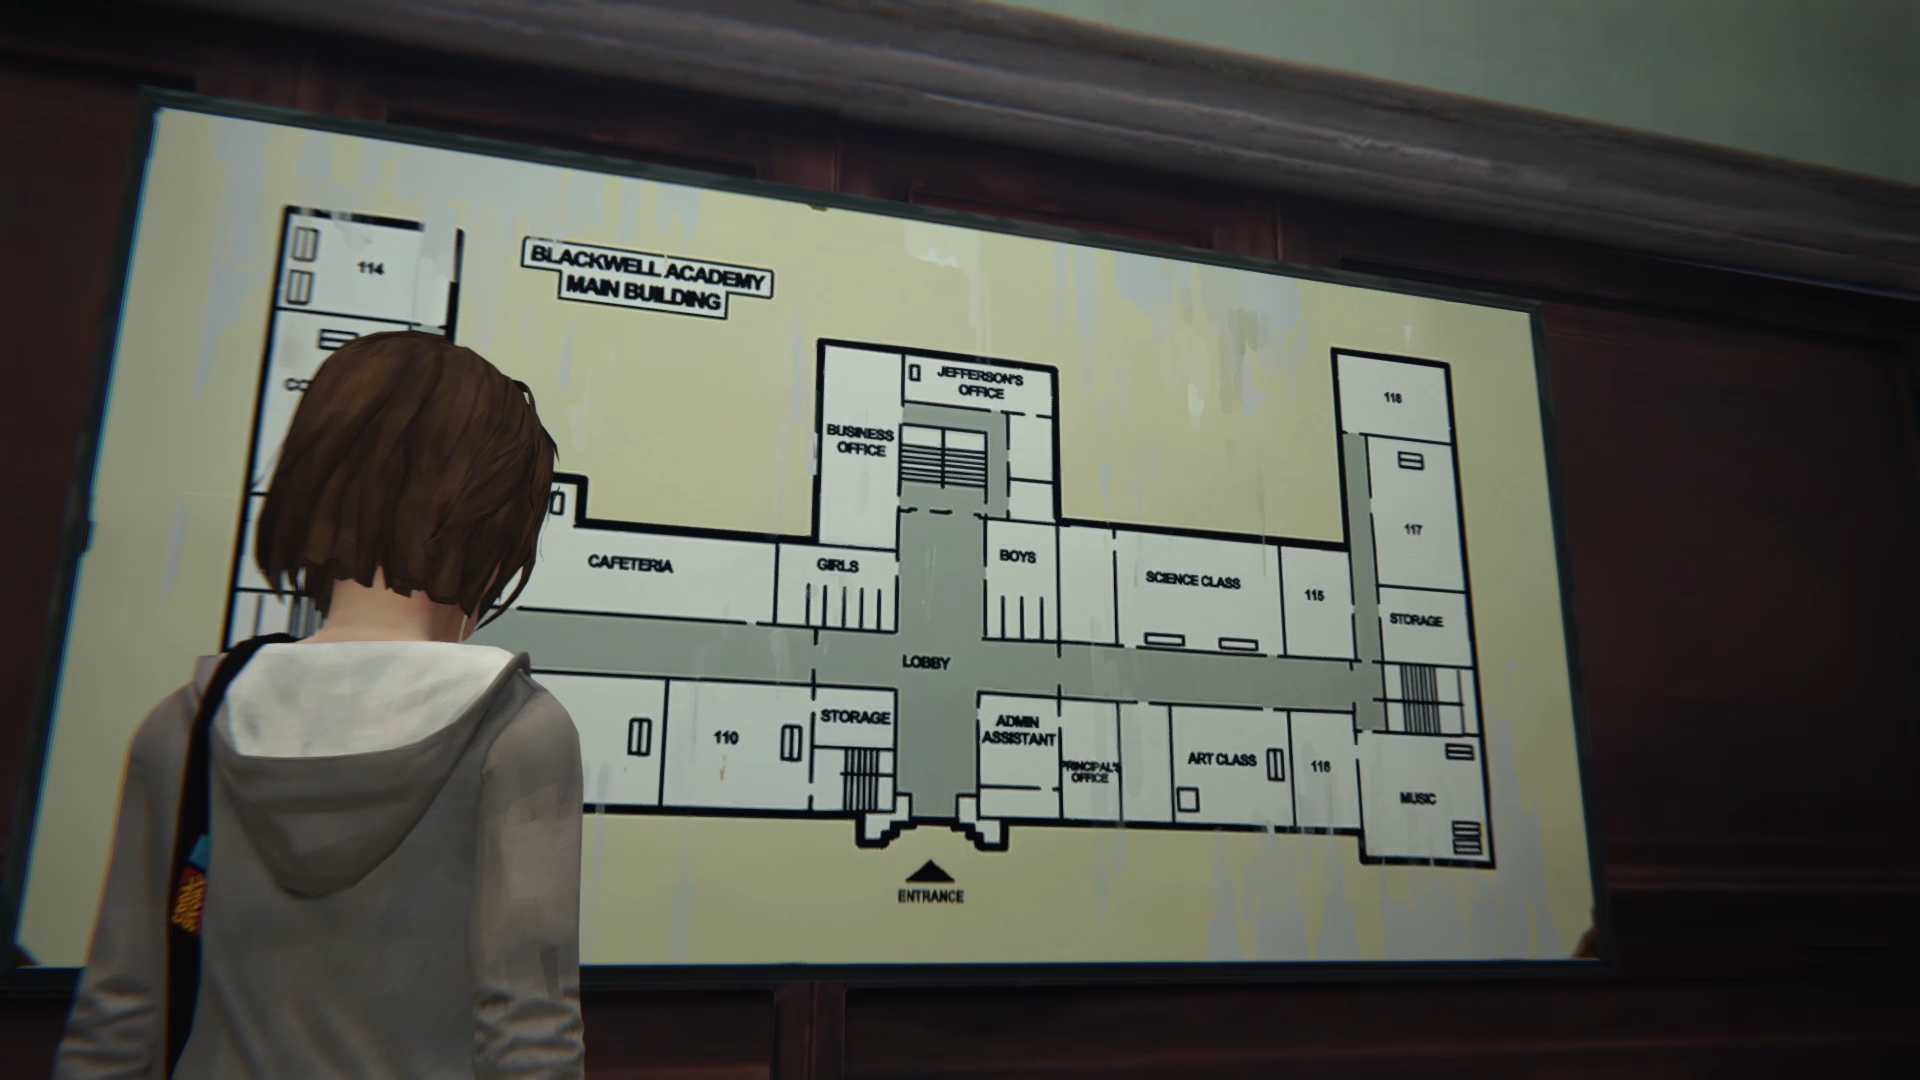 BLACKWELL ACADEMY
MAIN BUILDING
114
JEFFERSON'S
OFFICE
BUSINESS
OFFICE
118
117
CAFETERIA
GIRLS
BOYS
SCIENCE CLASS
115
STORAGE
LOBBY
STORAGE
110
ADMIN
ASSISTANT
PRINCIPAL'S
OFFICE
ART CLASS
116
MUSIC
ENTRANCE